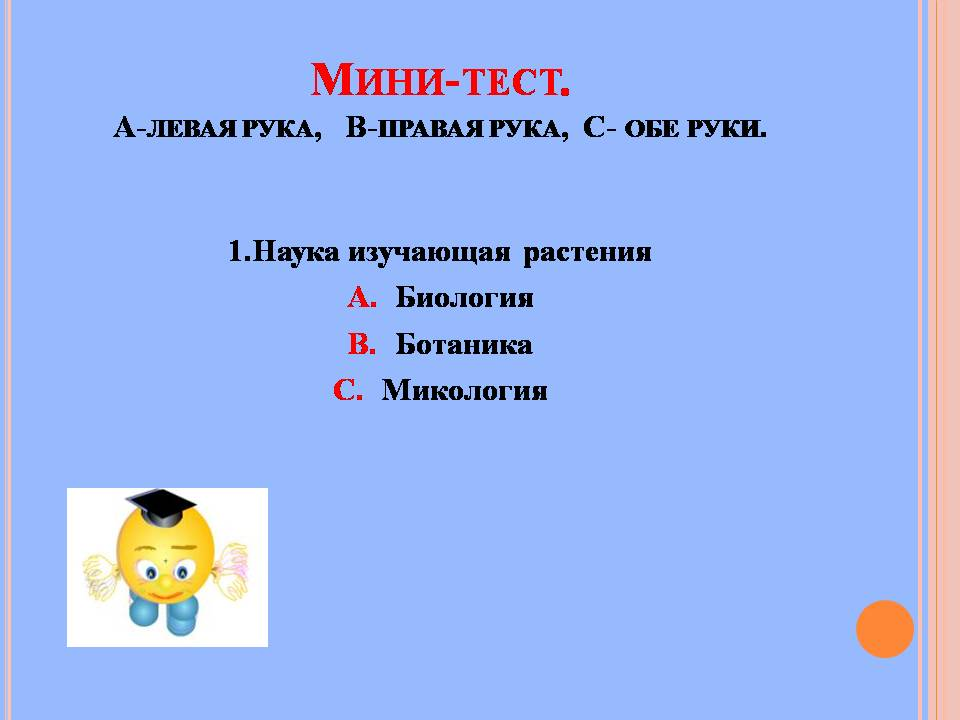 Мини-тест.
А-левая рука, В-правая рука, С- обе руки.
1.Наука изучающая растения
А. Биология
В. Ботаника
С. Микология